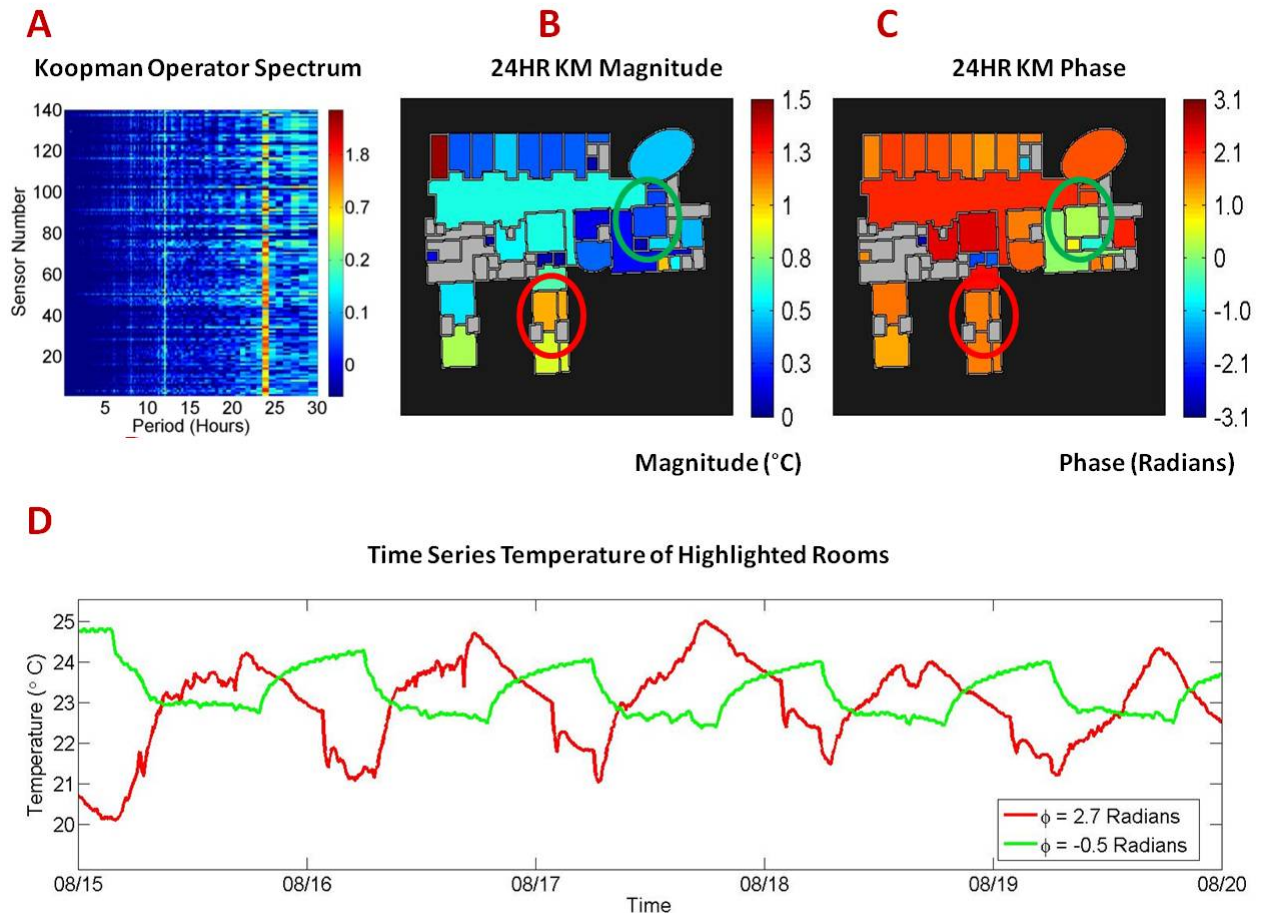 A
B
C
Koopman Operator Spectrum
24HR KM Magnitude
24HR KM Phase
140
120
100
80
60
40
20
Sensor Number
5 10 15 20 25 30
Period (Hours)
1.8
0.7
0.2
0.1
0
1.5
1.3
1
0.8
0.5
0.3
0
Magnitude (°C)
3.1
2.1
1.0
0
-1.0
-2.1
-3.1
Phase (Radians)
D
Time Series Temperature of Highlighted Rooms
25
24
23
22
21
20
Temperature (° C)
08/15 08/16 08/17 08/18 08/19 08/20
Time
ϕ = 2.7 Radians
ϕ = -0.5 Radians